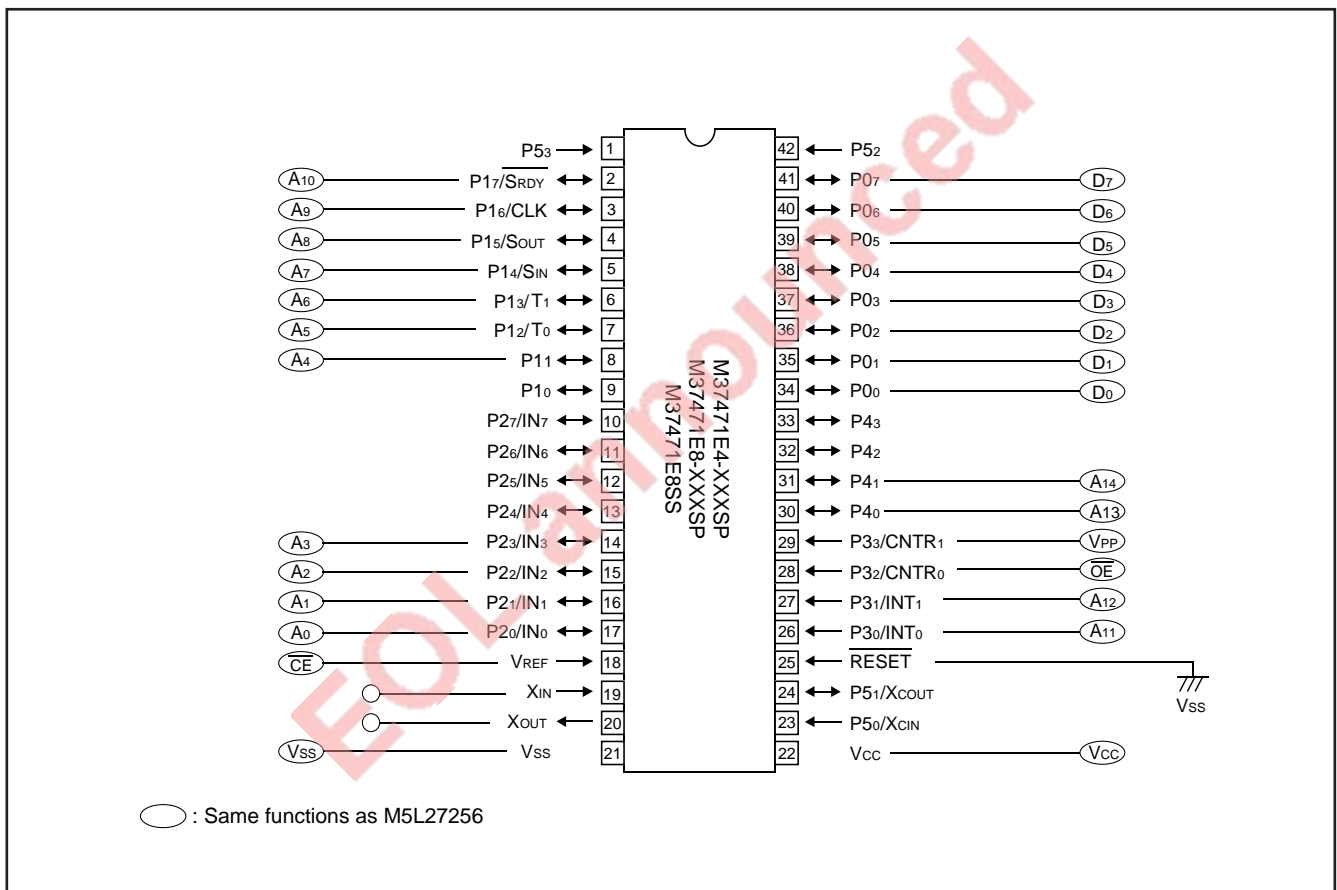 EOL announced
P53 1 42 P52
A10 P17/SRDY 2 41 P07 D7
A9 P16/CLK 3 40 P06 D6
A8 P15/SOUT 4 39 P05 D5
A7 P14/SIN 5 38 P04 D4
A6 P13/T1 6 37 P03 D3
A5 P12/T0 7 36 P02 D2
A4 P11 8 35 P01 D1
P10 9 34 P00 D0
P27/IN7 10 33 P43
P26/IN6 11 32 P42
P25/IN5 12 31 P41 A14
P24/IN4 13 30 P40 A13
A3 P23/IN3 14 29 P33/CNTR1 VPP
A2 P22/IN2 15 28 P32/CNTR0 OE
A1 P21/IN1 16 27 P31/INT1 A12
A0 P20/IN0 17 26 P30/INT0 A11
CE VREF 18 25 RESET
XIN 19 24 P51/XCOUT VSS
XOUT 20 23 P50/XCIN
VSS VSS 21 22 VCC VCC
M37471E4-XXXSP
M37471E8-XXXSP
M37471E8SS
: Same functions as M5L27256